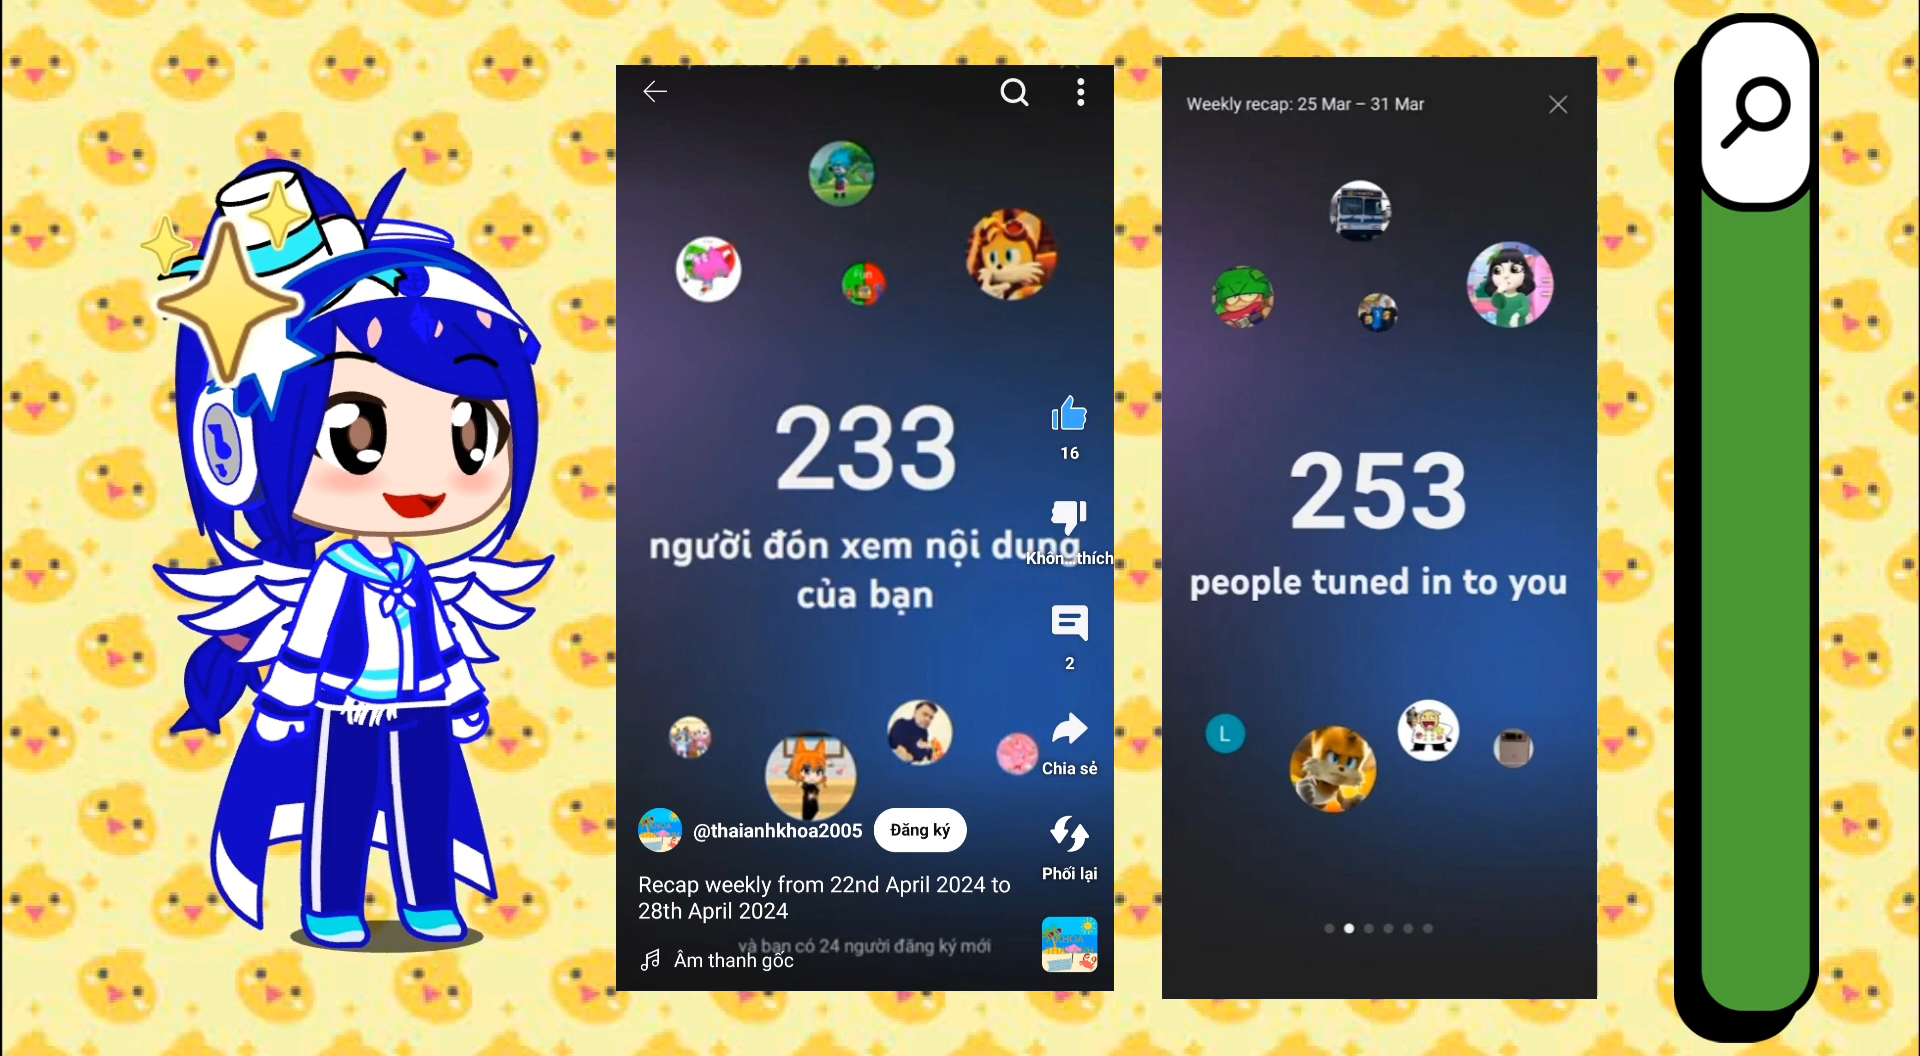 233
người đón xem nội dung
của bạn
16
Khôn...thích
2
Chia sẻ
@thaianhkhoa2005
Đăng ký
Phối lại
Recap weekly from 22nd April 2024 to
28th April 2024
và bạn có 24 người đăng ký mới
Âm thanh gốc
Fun
KHOA
Weekly recap: 25 Mar – 31 Mar
253
people tuned in to you
L